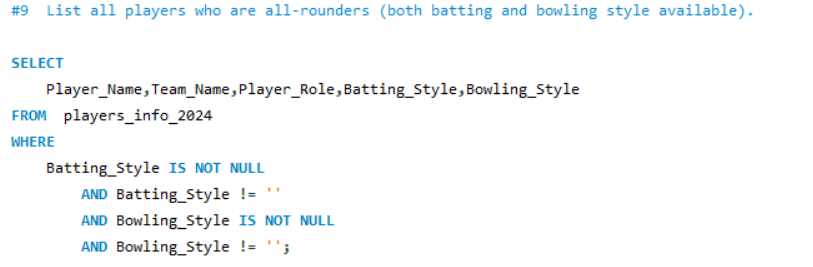 #9  List all players who are all-rounders (both batting and bowling style available).
SELECT
    Player_Name,Team_Name,Player_Role,Batting_Style,Bowling_Style
FROM  players_info_2024
WHERE
    Batting_Style IS NOT NULL
        AND Batting_Style != ''
        AND Bowling_Style IS NOT NULL
        AND Bowling_Style != '';